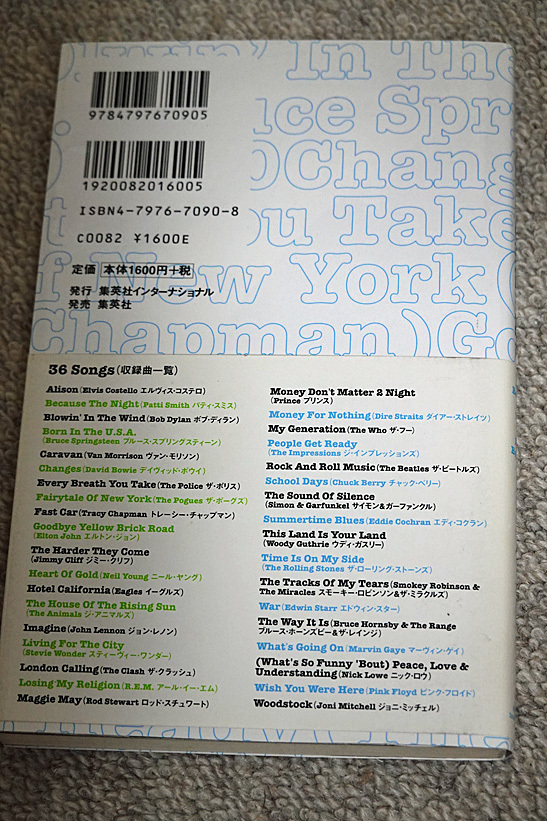 In The
ce Spr
Chang
ou Take
f New York(
Chapman)G
9784797670905
1920082016005
ISBN4-7976-7090-8
C0082 ¥1600E
定価 本体1600円+税
発行 集英社インターナショナル
発売 集英社
36 Songs(収録曲一覧)
Alison(Elvis Costello エルヴィス・コステロ)
Because The Night(Patti Smith パティ・スミス)
Blowin' In The Wind(Bob Dylan ボブ・ディラン)
Born In The U.S.A.
(Bruce Springsteen ブルース・スプリングスティーン)
Caravan(Van Morrison ヴァン・モリソン)
Changes(David Bowie デイヴィッド・ボウイ)
Every Breath You Take(The Police ザ・ポリス)
Fairytale Of New York(The Pogues ザ・ポーグズ)
Fast Car(Tracy Chapman トレーシー・チャップマン)
Goodbye Yellow Brick Road
(Elton John エルトン・ジョン)
The Harder They Come
(Jimmy Cliff ジミー・クリフ)
Heart Of Gold(Neil Young ニール・ヤング)
Hotel California(Eagles イーグルズ)
The House Of The Rising Sun
(The Animals ジ・アニマルズ)
Imagine(John Lennon ジョン・レノン)
Living For The City
(Stevie Wonder スティーヴィー・ワンダー)
London Calling(The Clash ザ・クラッシュ)
Losing My Religion(R.E.M. アール・イー・エム)
Maggie May(Rod Stewart ロッド・スチュワート)
Money Don't Matter 2 Night
(Prince プリンス)
Money For Nothing(Dire Straits ダイアー・ストレイツ)
My Generation(The Who ザ・フー)
People Get Ready
(The Impressions ジ・インプレッションズ)
Rock And Roll Music(The Beatles ザ・ビートルズ)
School Days(Chuck Berry チャック・ベリー)
The Sound Of Silence
(Simon & Garfunkel サイモン&ガーファンクル)
Summertime Blues(Eddie Cochran エディ・コクラン)
This Land Is Your Land
(Woody Guthrie ウディ・ガスリー)
Time Is On My Side
(The Rolling Stones ザ・ローリング・ストーンズ)
The Tracks Of My Tears(Smokey Robinson &
The Miracles スモーキー・ロビンソン&ザ・ミラクルズ)
War(Edwin Starr エドウィン・スター)
The Way It Is(Bruce Hornsby & The Range
ブルース・ホーンズビー&ザ・レインジ)
What's Going On(Marvin Gaye マーヴィン・ゲイ)
(What's So Funny 'Bout) Peace, Love &
Understanding(Nick Lowe ニック・ロウ)
Wish You Were Here(Pink Floyd ピンク・フロイド)
Woodstock(Joni Mitchell ジョニ・ミッチェル)